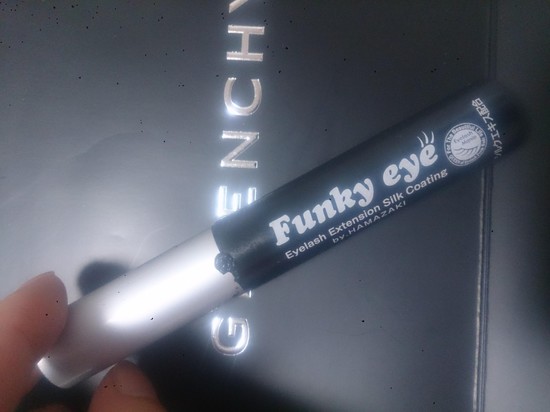 GIVENCHY
Funky eye
Eyelash Extension Silk Coating
by HAMAZAKI